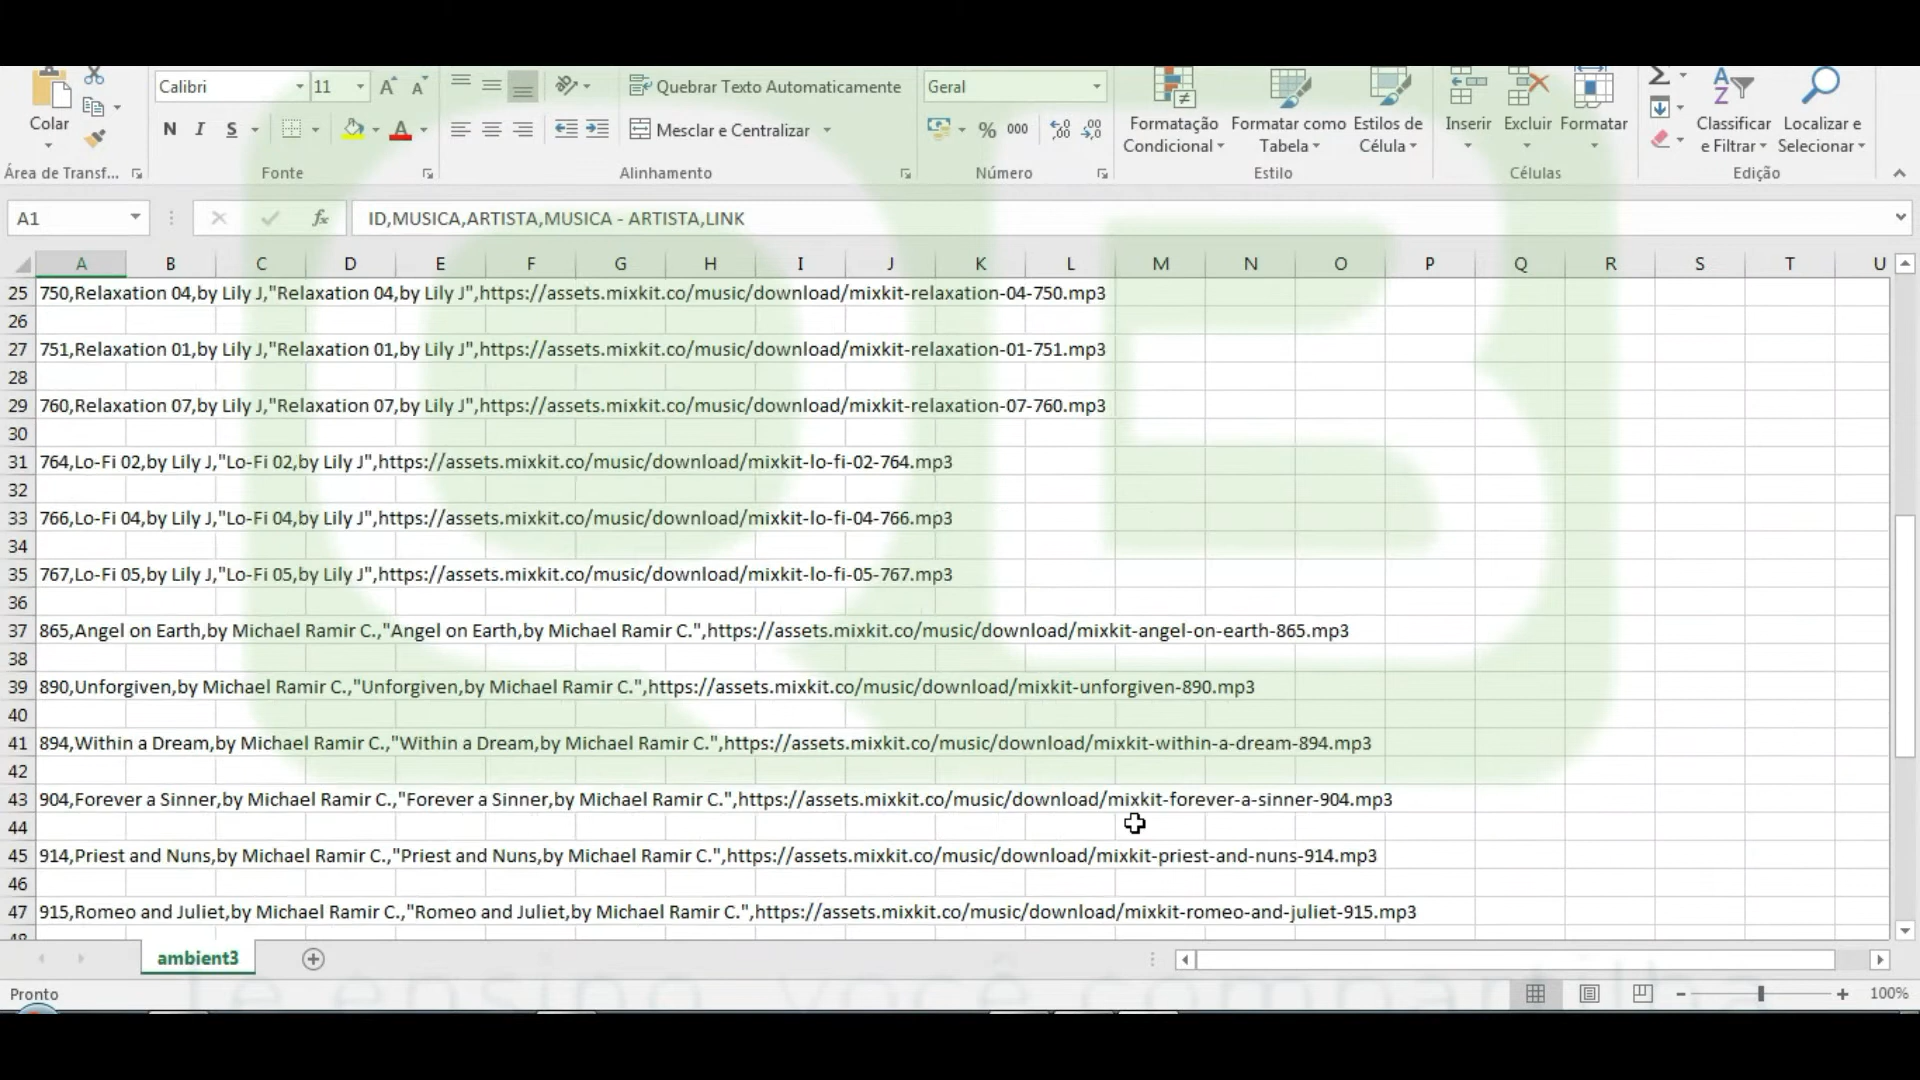 Calibri 11 Quebrar Texto Automaticamente Geral
Colar N I S Mesclar e Centralizar % 000 ,00 ,00 Formatação Condicional Formatar como Tabela Estilos de Célula Inserir Excluir Formatar Classificar e Filtrar Localizar e Selecionar
Área de Transf... Fonte Alinhamento Número Estilo Células Edição
A1 fx ID,MUSICA,ARTISTA,MUSICA - ARTISTA,LINK
A B C D E F G H I J K L M N O P Q R S T U
25 750,Relaxation 04,by Lily J,"Relaxation 04,by Lily J",https://assets.mixkit.co/music/download/mixkit-relaxation-04-750.mp3
26
27 751,Relaxation 01,by Lily J,"Relaxation 01,by Lily J",https://assets.mixkit.co/music/download/mixkit-relaxation-01-751.mp3
28
29 760,Relaxation 07,by Lily J,"Relaxation 07,by Lily J",https://assets.mixkit.co/music/download/mixkit-relaxation-07-760.mp3
30
31 764,Lo-Fi 02,by Lily J,"Lo-Fi 02,by Lily J",https://assets.mixkit.co/music/download/mixkit-lo-fi-02-764.mp3
32
33 766,Lo-Fi 04,by Lily J,"Lo-Fi 04,by Lily J",https://assets.mixkit.co/music/download/mixkit-lo-fi-04-766.mp3
34
35 767,Lo-Fi 05,by Lily J,"Lo-Fi 05,by Lily J",https://assets.mixkit.co/music/download/mixkit-lo-fi-05-767.mp3
36
37 865,Angel on Earth,by Michael Ramir C.,"Angel on Earth,by Michael Ramir C.",https://assets.mixkit.co/music/download/mixkit-angel-on-earth-865.mp3
38
39 890,Unforgiven,by Michael Ramir C.,"Unforgiven,by Michael Ramir C.",https://assets.mixkit.co/music/download/mixkit-unforgiven-890.mp3
40
41 894,Within a Dream,by Michael Ramir C.,"Within a Dream,by Michael Ramir C.",https://assets.mixkit.co/music/download/mixkit-within-a-dream-894.mp3
42
43 904,Forever a Sinner,by Michael Ramir C.,"Forever a Sinner,by Michael Ramir C.",https://assets.mixkit.co/music/download/mixkit-forever-a-sinner-904.mp3
44
45 914,Priest and Nuns,by Michael Ramir C.,"Priest and Nuns,by Michael Ramir C.",https://assets.mixkit.co/music/download/mixkit-priest-and-nuns-914.mp3
46
47 915,Romeo and Juliet,by Michael Ramir C.,"Romeo and Juliet,by Michael Ramir C.",https://assets.mixkit.co/music/download/mixkit-romeo-and-juliet-915.mp3
48
ambient3
Te ensino, você compartilha
Pronto 100%